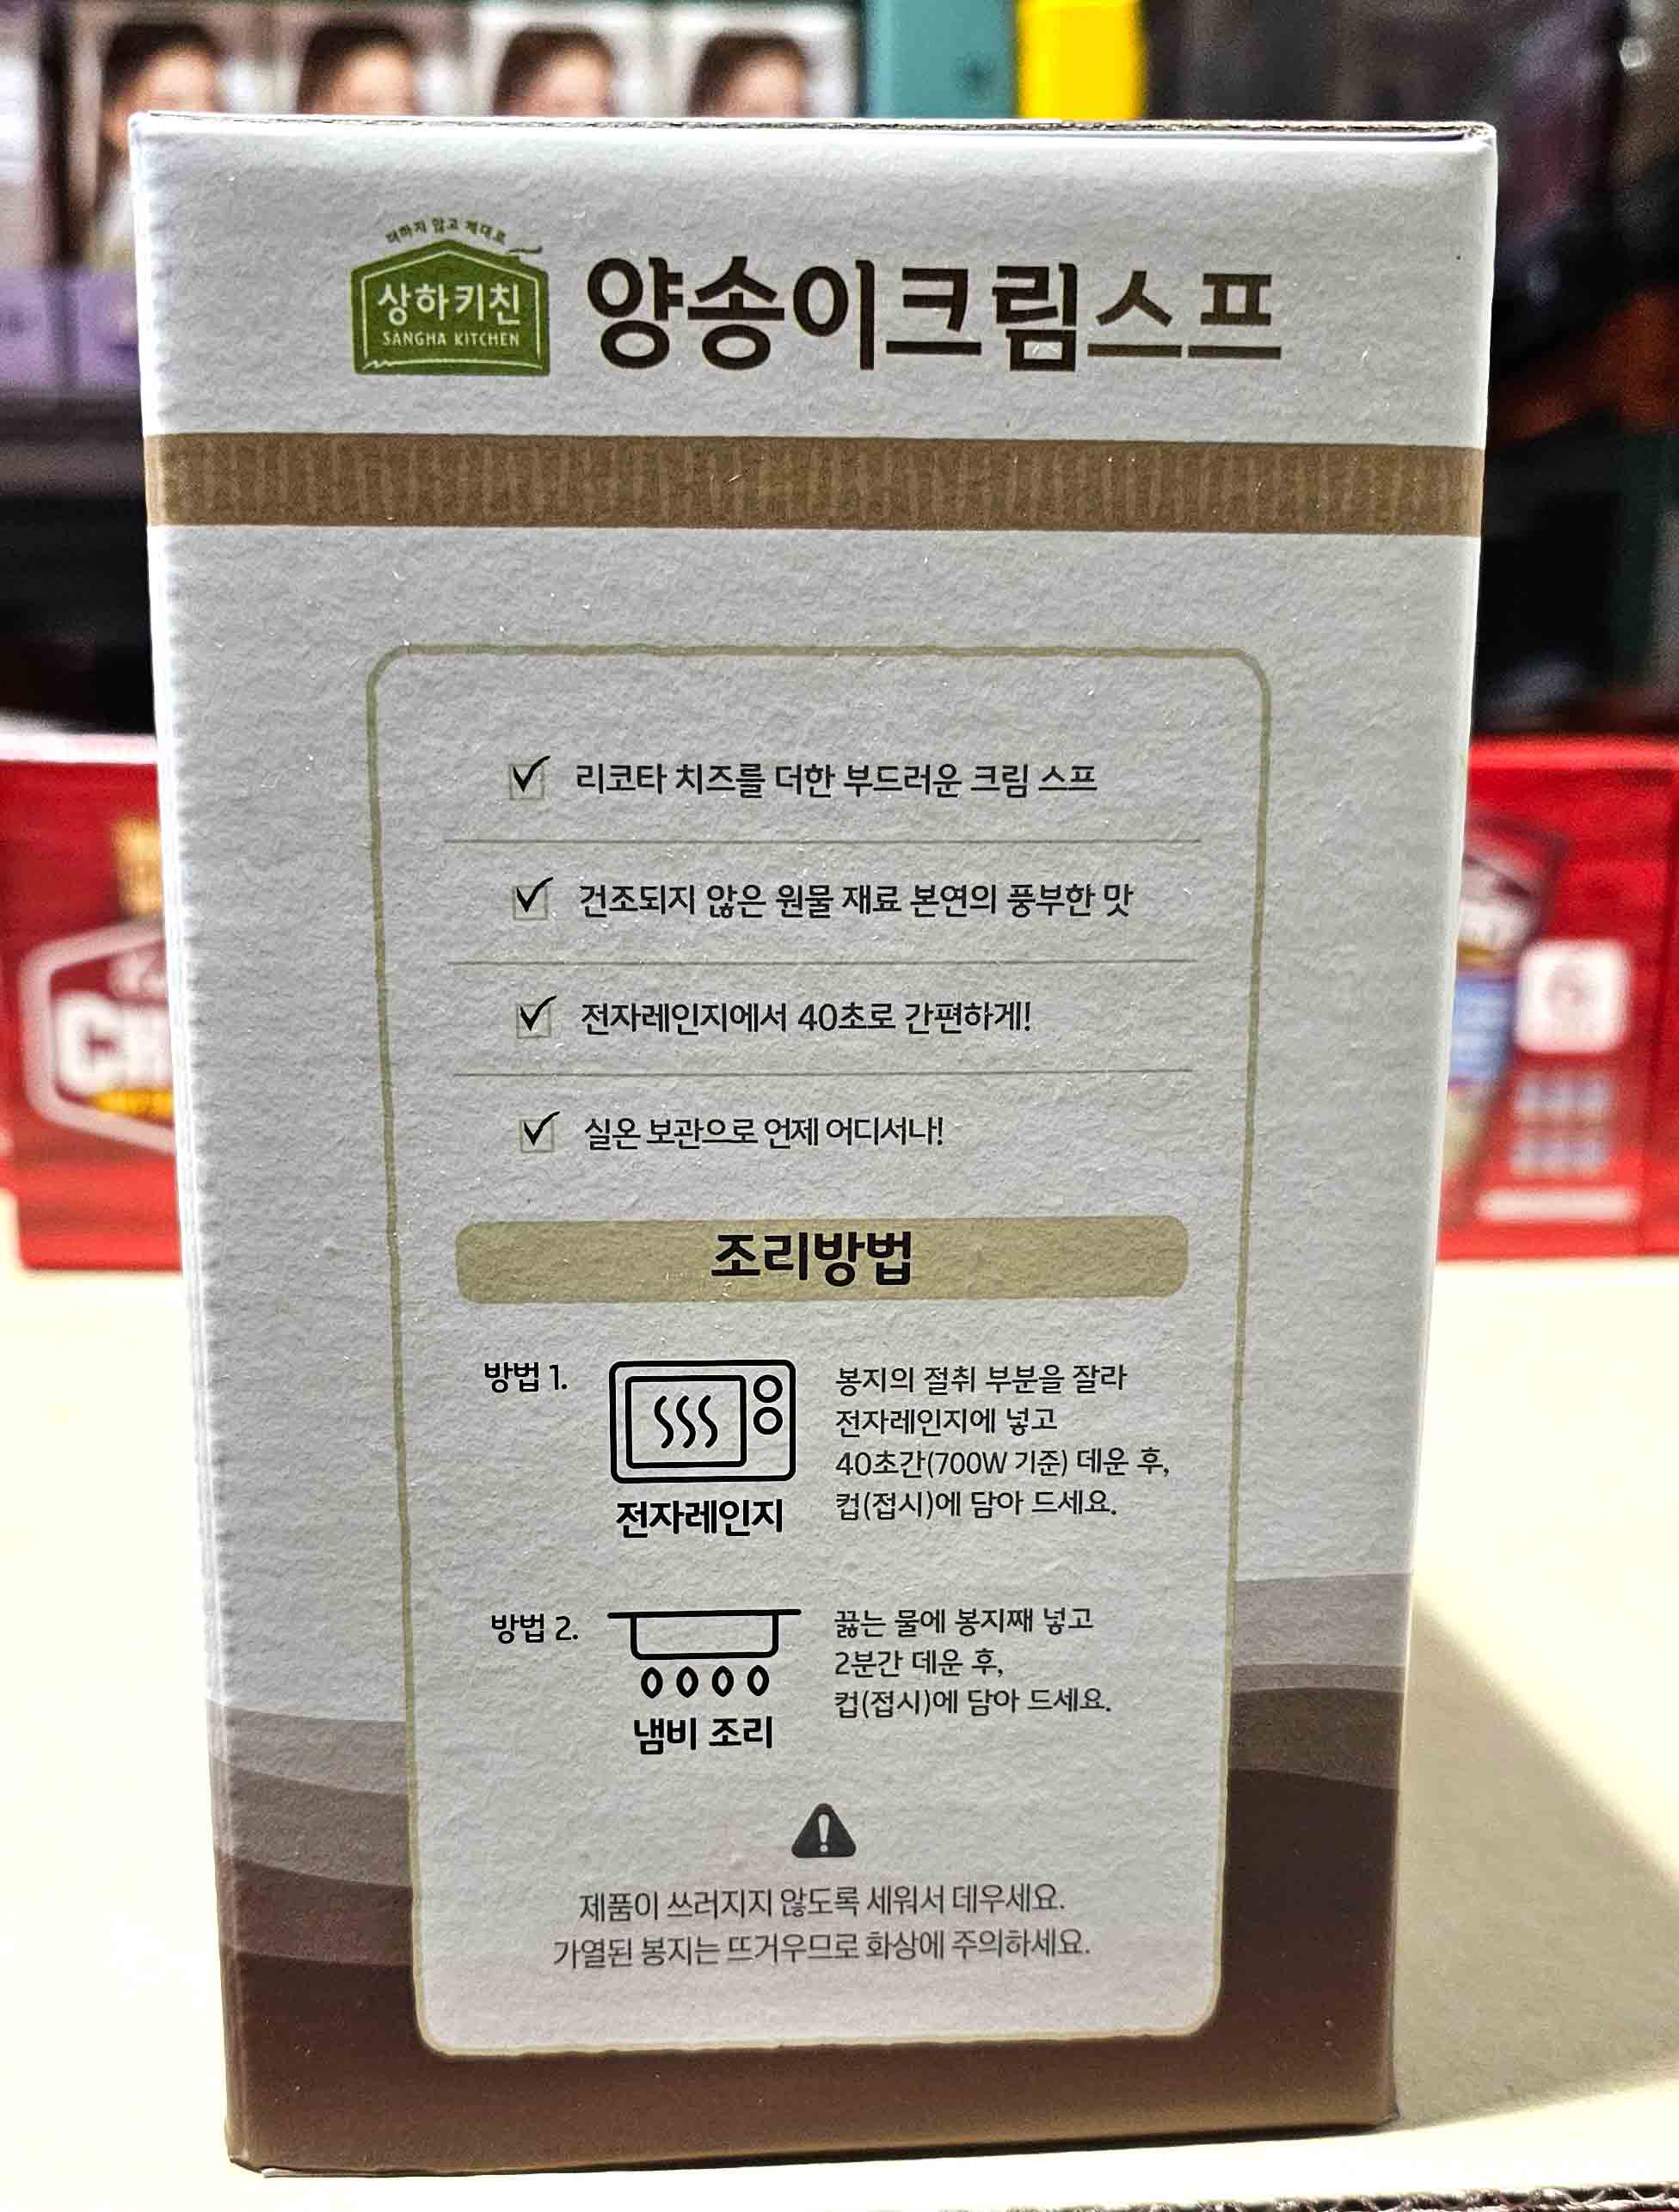 더하지 않고 제대로
상하키친
SANGHA KITCHEN
양송이크림스프
리코타 치즈를 더한 부드러운 크림 스프
건조되지 않은 원물 재료 본연의 풍부한 맛
전자레인지에서 40초로 간편하게!
실온 보관으로 언제 어디서나!
조리방법
방법 1.
전자레인지
봉지의 절취 부분을 잘라
전자레인지에 넣고
40초간(700W 기준) 데운 후,
컵(접시)에 담아 드세요.
방법 2.
냄비 조리
끓는 물에 봉지째 넣고
2분간 데운 후,
컵(접시)에 담아 드세요.
제품이 쓰러지지 않도록 세워서 데우세요.
가열된 봉지는 뜨거우므로 화상에 주의하세요.